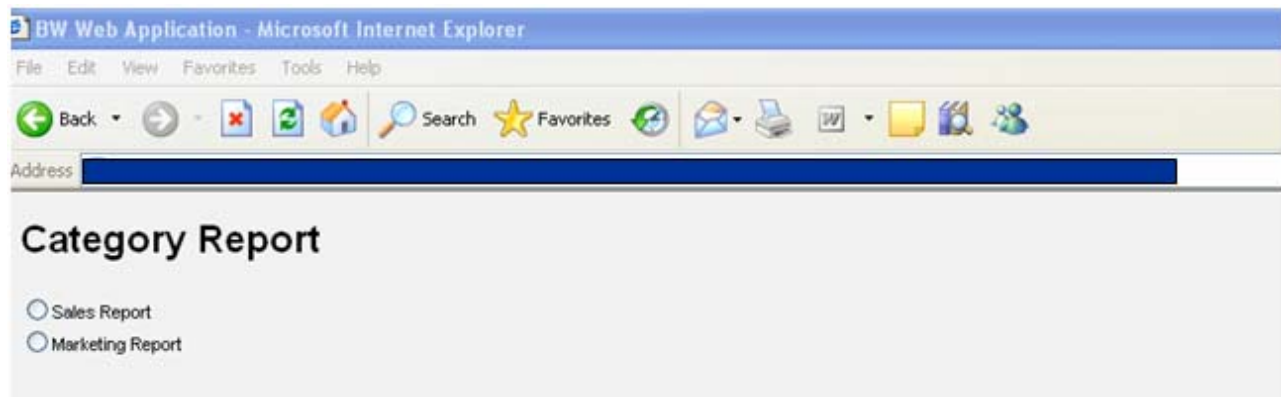 BW Web Application - Microsoft Internet Explorer
File Edit View Favorites Tools Help
Back Search Favorites W
Address
Category Report
Sales Report
Marketing Report